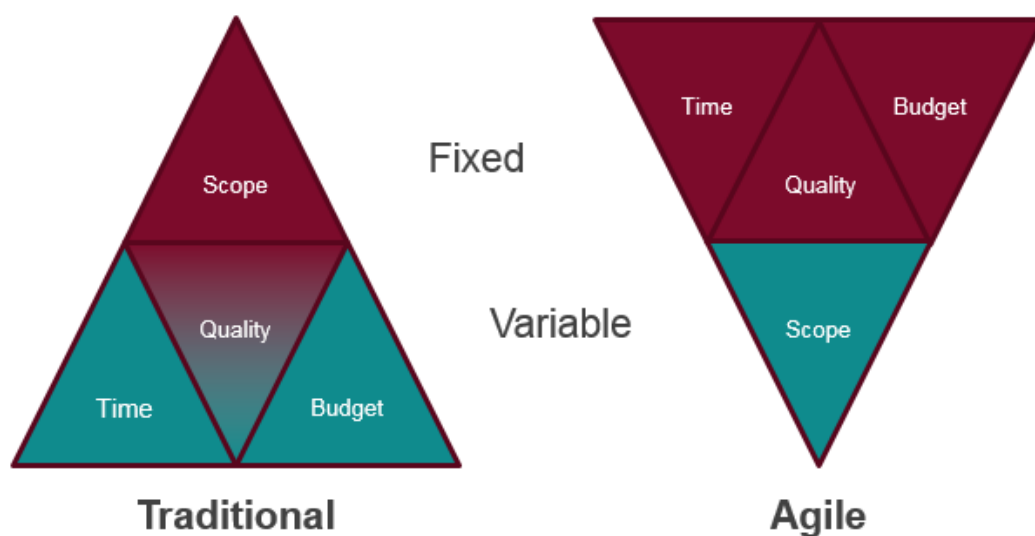 Fixed
Variable
Scope
Quality
Time
Budget
Traditional
Time
Budget
Quality
Scope
Agile